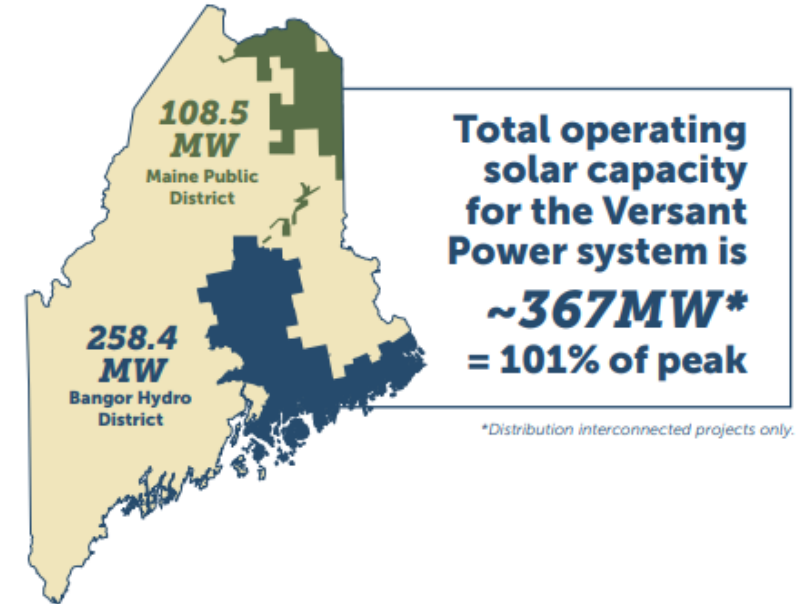 108.5
MW
Maine Public
District
258.4
MW
Bangor Hydro
District
Total operating
solar capacity
for the Versant
Power system is
~367MW*
= 101% of peak
*Distribution interconnected projects only.